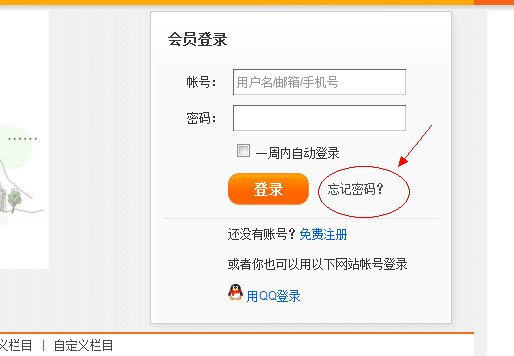 会员登录
帐号：
用户名/邮箱/手机号
密码：
一周内自动登录
登录
忘记密码？
还没有账号？免费注册
或者你也可以用以下网站帐号登录
用QQ登录
义栏目 | 自定义栏目